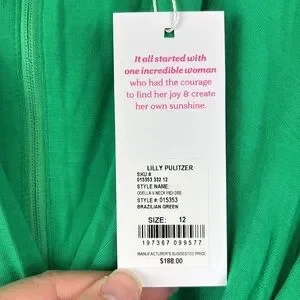 It all started with
one incredible woman
who had the courage
to find her joy & create
her own sunshine.
LILLY PULITZER
SKU #
015353 332 12
STYLE NAME:
ODELLA V NECK MIDI DRE
STYLE #: 015353
BRAZILIAN GREEN
SIZE: 12
197367 099577
MANUFACTURER'S SUGGESTED PRICE
$188.00